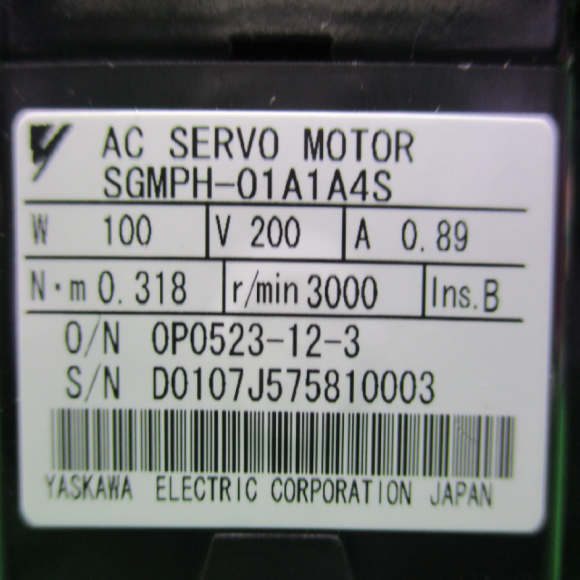 AC SERVO MOTOR
SGMPH-01A1A4S
W 100 V 200 A 0.89
N·m 0.318 r/min 3000 Ins.B
O/N 0P0523-12-3
S/N D0107J575810003
YASKAWA ELECTRIC CORPORATION JAPAN